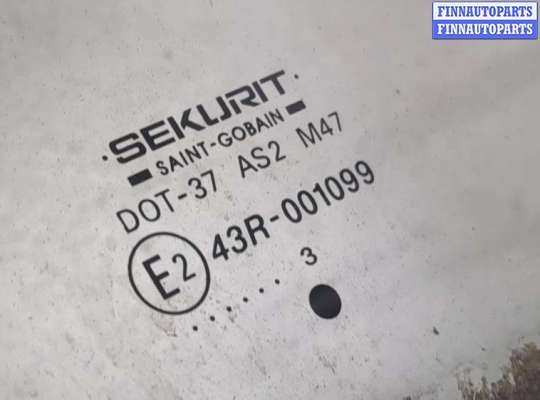 FINNAUTOPARTS
FINNAUTOPARTS
SEKURIT
SAINT-GOBAIN
DOT-37 AS2 M47
E2 43R-001099
...... 3